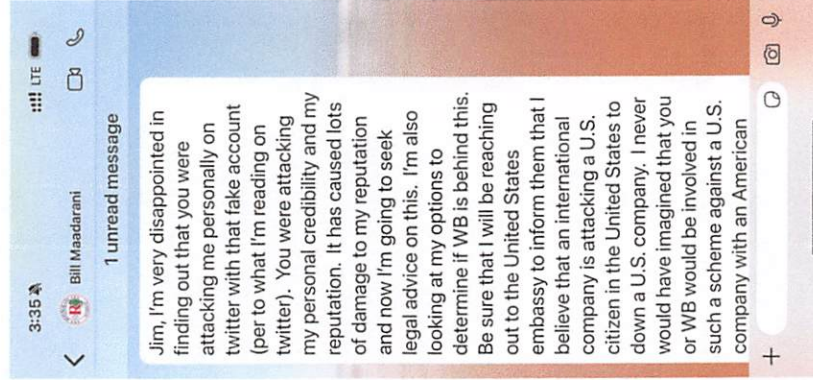 3:35
LTE
Bill Maadarani
1 unread message
Jim, I'm very disappointed in
finding out that you were
attacking me personally on
twitter with that fake account
(per to what I'm reading on
twitter). You were attacking
my personal credibility and my
reputation. It has caused lots
of damage to my reputation
and now I'm going to seek
legal advice on this. I'm also
looking at my options to
determine if WB is behind this.
Be sure that I will be reaching
out to the United States
embassy to inform them that I
believe that an international
company is attacking a U.S.
citizen in the United States to
down a U.S. company. I never
would have imagined that you
or WB would be involved in
such a scheme against a U.S.
company with an American